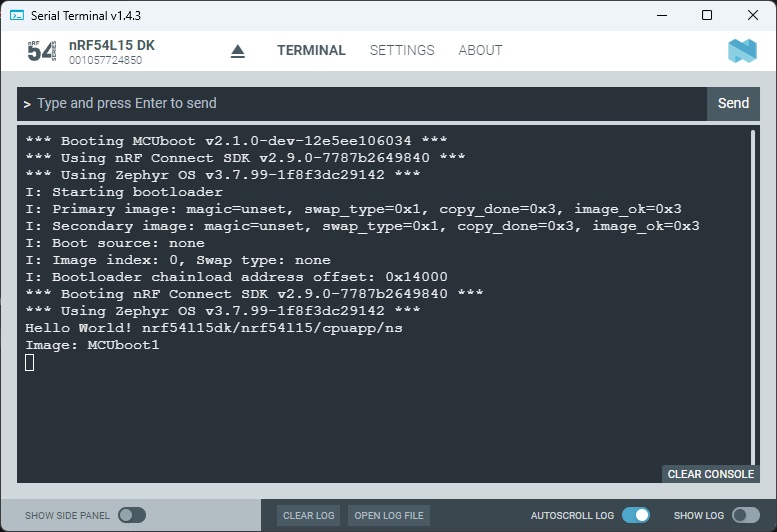 Serial Terminal v1.4.3
nRF
54
SERIES
nRF54L15 DK
001057724850
TERMINAL
SETTINGS
ABOUT
> Type and press Enter to send
Send
*** Booting MCUboot v2.1.0-dev-12e5ee106034 ***
*** Using nRF Connect SDK v2.9.0-7787b2649840 ***
*** Using Zephyr OS v3.7.99-1f8f3dc29142 ***
I: Starting bootloader
I: Primary image: magic=unset, swap_type=0x1, copy_done=0x3, image_ok=0x3
I: Secondary image: magic=unset, swap_type=0x1, copy_done=0x3, image_ok=0x3
I: Boot source: none
I: Image index: 0, Swap type: none
I: Bootloader chainload address offset: 0x14000
*** Booting nRF Connect SDK v2.9.0-7787b2649840 ***
*** Using Zephyr OS v3.7.99-1f8f3dc29142 ***
Hello World! nrf54l15dk/nrf54l15/cpuapp/ns
Image: MCUboot1
CLEAR CONSOLE
SHOW SIDE PANEL
CLEAR LOG
OPEN LOG FILE
AUTOSCROLL LOG
SHOW LOG